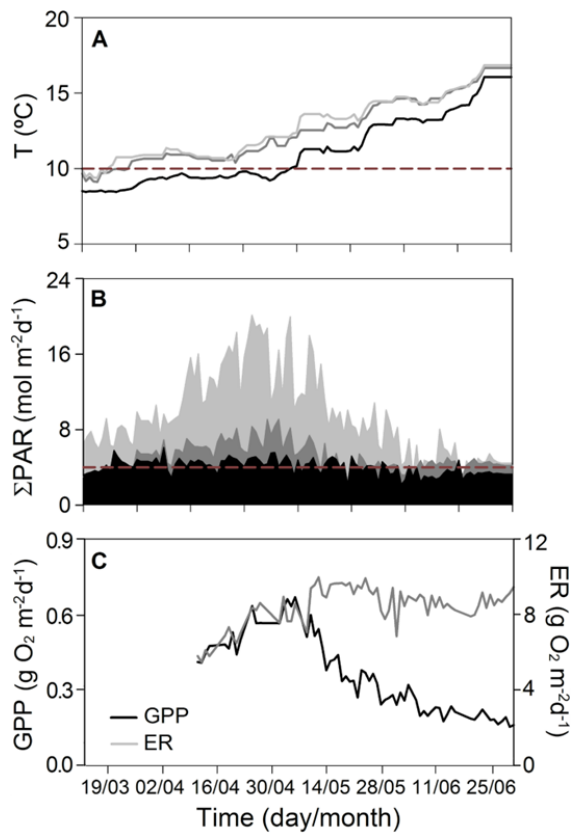 A
T (ºC)
20
15
10
5
B
ΣPAR (mol m-2d-1)
24
16
8
0
C
GPP (g O2 m-2d-1)
0.9
0.6
0.3
0.0
ER (g O2 m-2d-1)
12
8
4
0
GPP
ER
19/03 02/04 16/04 30/04 14/05 28/05 11/06 25/06
Time (day/month)